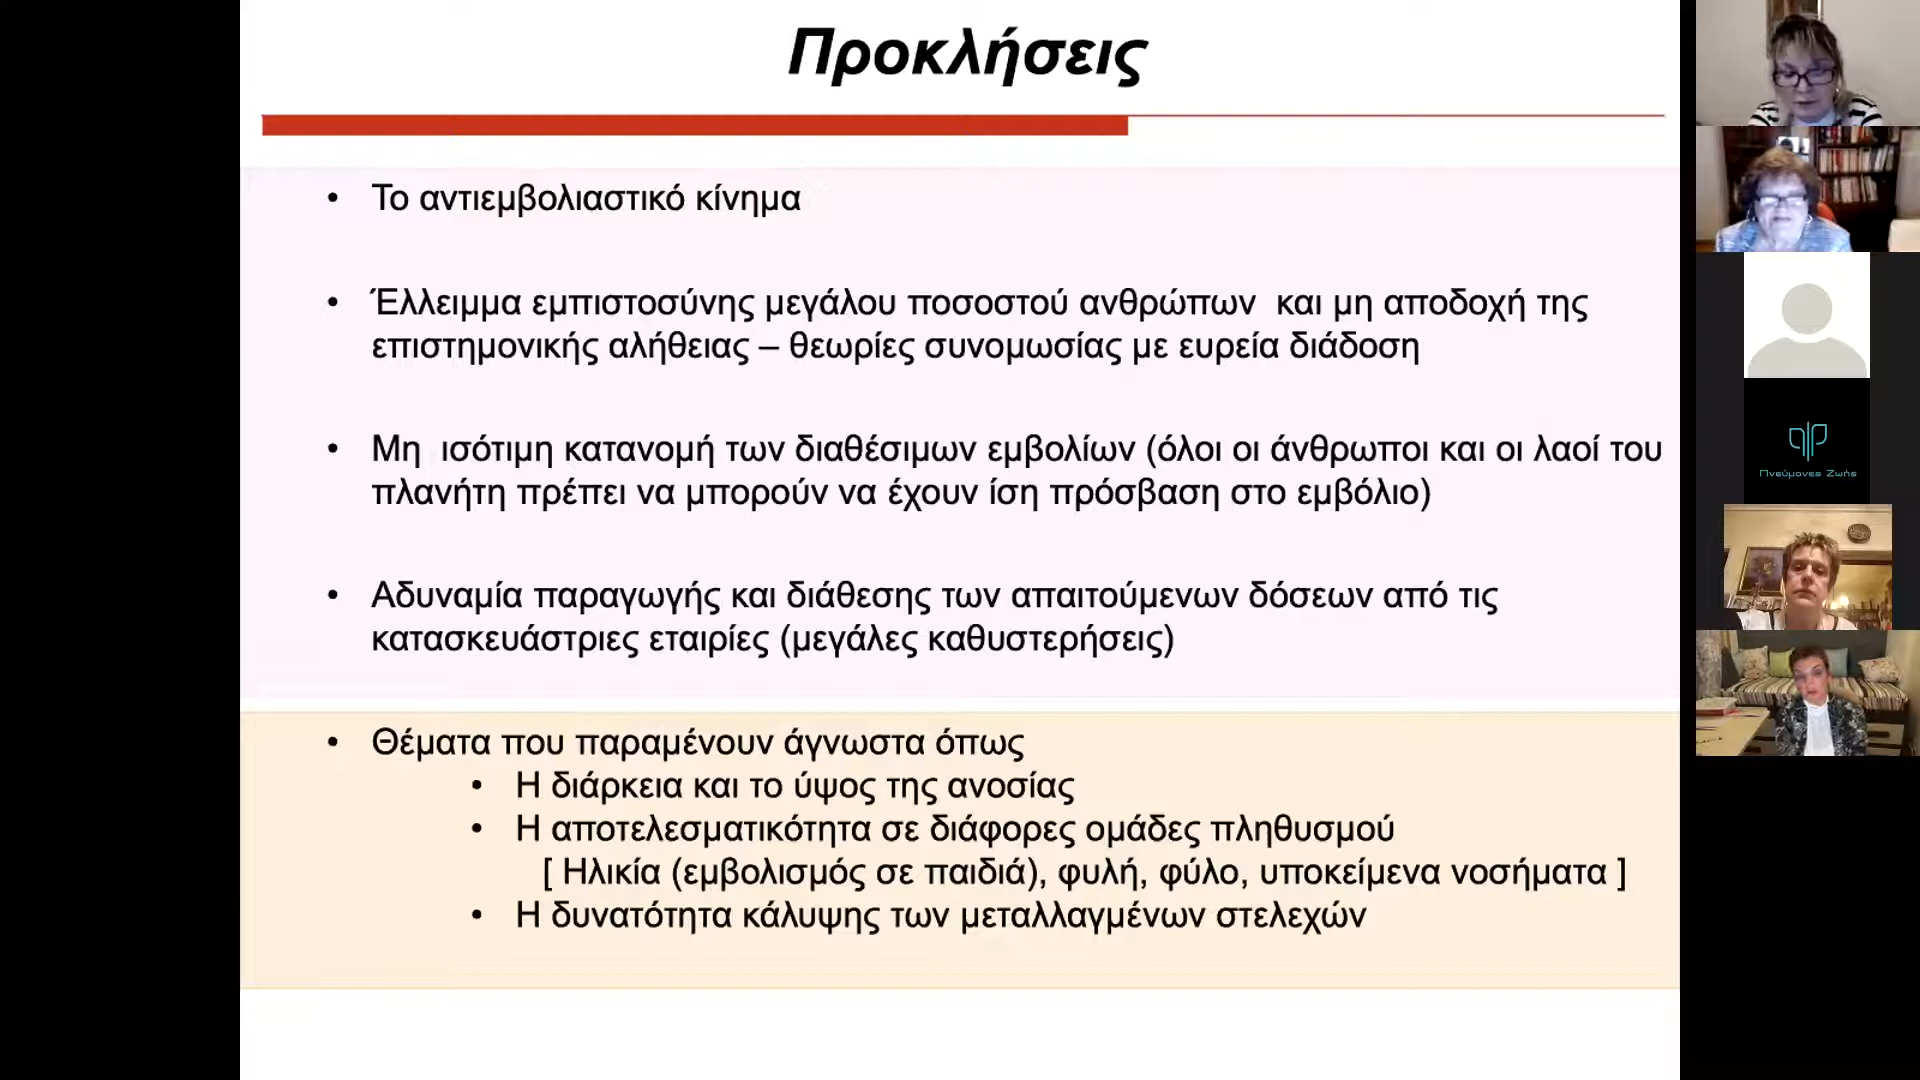 Προκλήσεις
• Το αντιεμβολιαστικό κίνημα
• Έλλειμμα εμπιστοσύνης μεγάλου ποσοστού ανθρώπων και μη αποδοχή της
επιστημονικής αλήθειας – θεωρίες συνομωσίας με ευρεία διάδοση
• Μη ισότιμη κατανομή των διαθέσιμων εμβολίων (όλοι οι άνθρωποι και οι λαοί του
πλανήτη πρέπει να μπορούν να έχουν ίση πρόσβαση στο εμβόλιο)
• Αδυναμία παραγωγής και διάθεσης των απαιτούμενων δόσεων από τις
κατασκευάστριες εταιρίες (μεγάλες καθυστερήσεις)
• Θέματα που παραμένουν άγνωστα όπως
• Η διάρκεια και το ύψος της ανοσίας
• Η αποτελεσματικότητα σε διάφορες ομάδες πληθυσμού
[ Ηλικία (εμβολισμός σε παιδιά), φυλή, φύλο, υποκείμενα νοσήματα ]
• Η δυνατότητα κάλυψης των μεταλλαγμένων στελεχών
Πνεύμονες Ζωής